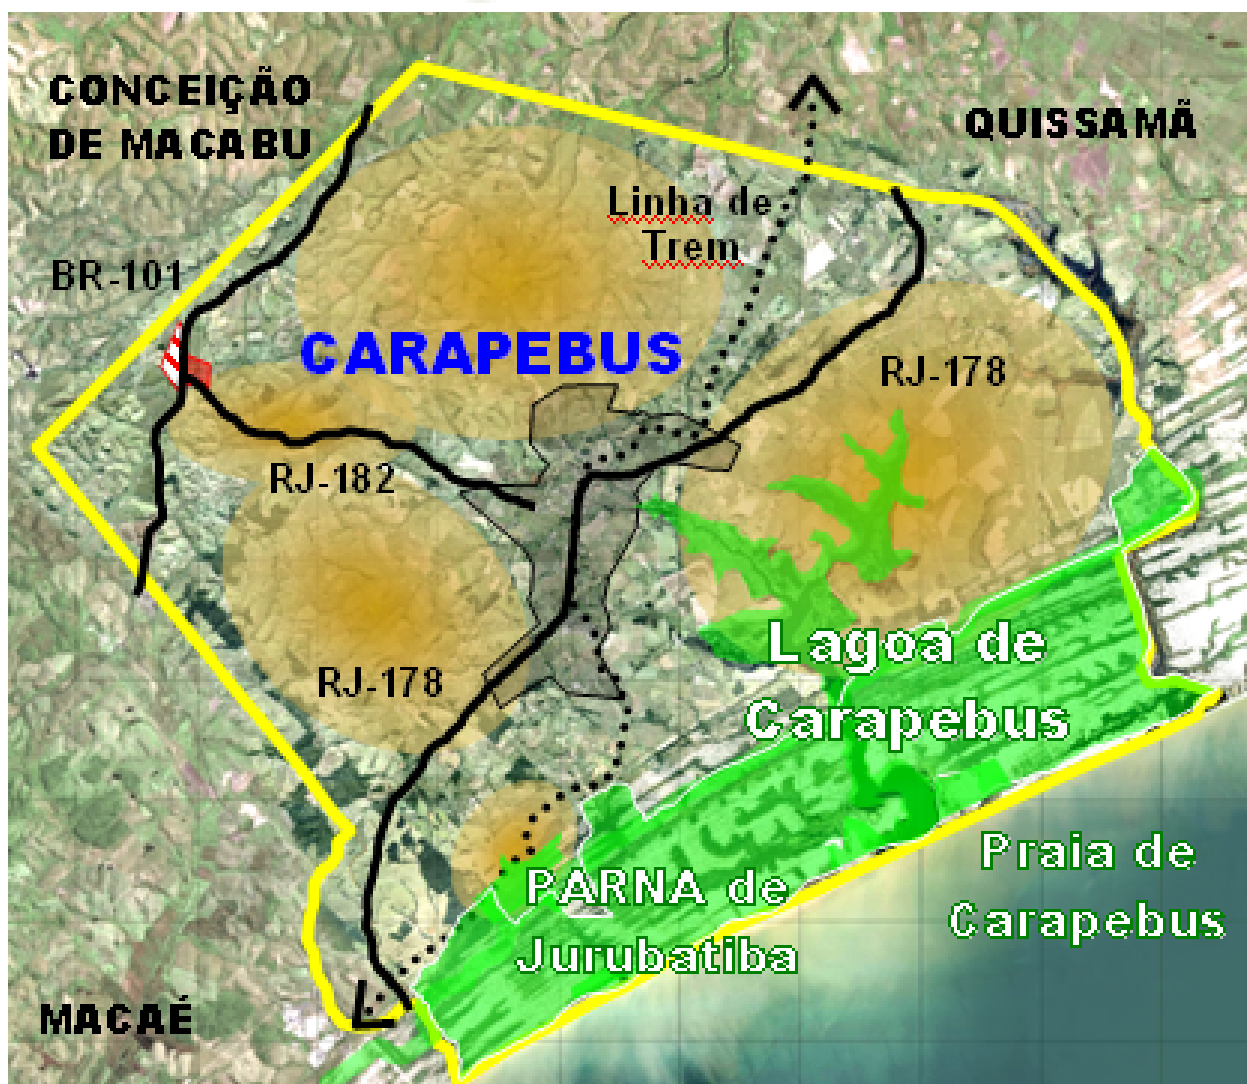 CONCEIÇÃO
DE MACABU
QUISSAMÃ
Linha de
Trem
BR-101
CARAPEBUS
RJ-178
RJ-182
Lagoa de
Carapebus
RJ-178
Praia de
Carapebus
PARNA de
Jurubatiba
MACAÉ